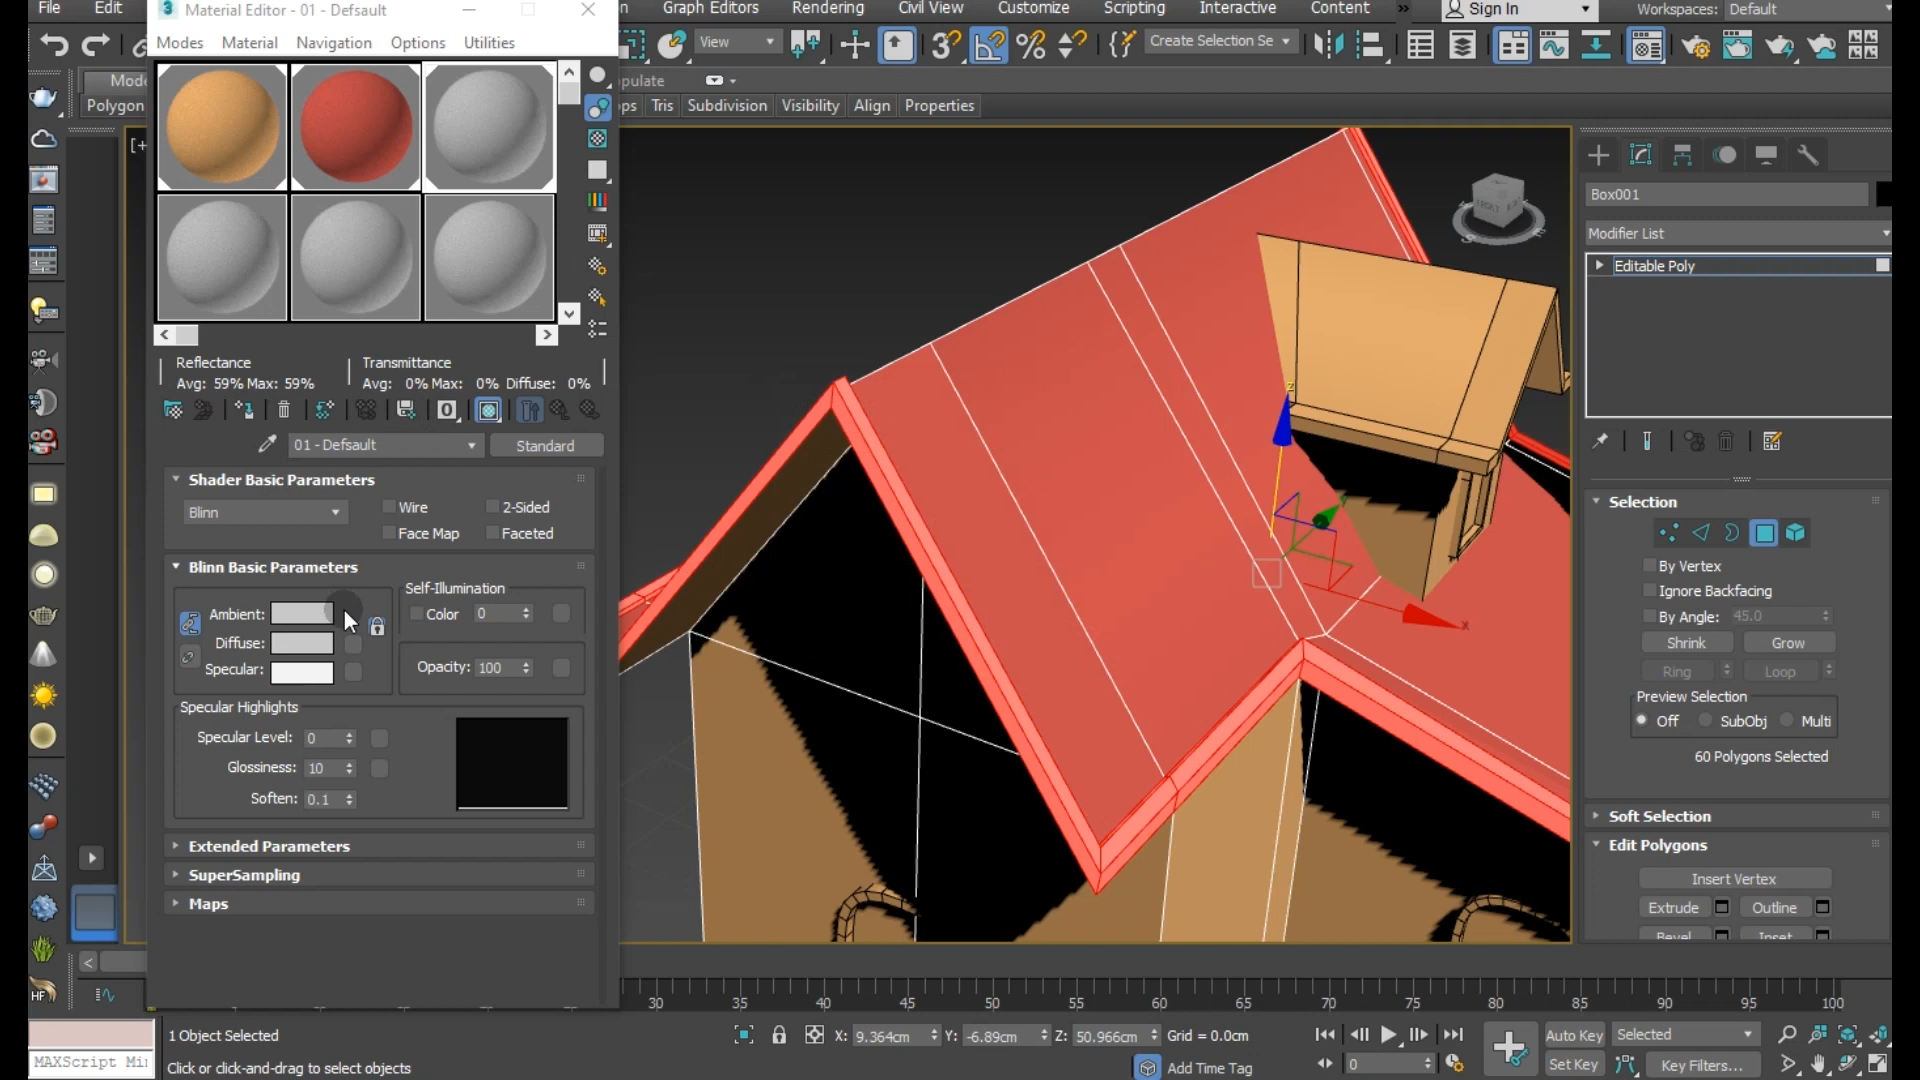 File Edit
Material Editor - 01 - Defsault
Graph Editors Rendering Civil View Customize Scripting Interactive Content » Sign In Workspaces: Default
Modes Material Navigation Options Utilities
View
Create Selection Se
Polygon
Tris Subdivision Visibility Align Properties
[+
Box001
Modifier List
Editable Poly
Reflectance
Avg: 59% Max: 59%
Transmittance
Avg: 0% Max: 0% Diffuse: 0%
01 - Defsault
Standard
Shader Basic Parameters
Blinn
Wire
2-Sided
Face Map
Faceted
Blinn Basic Parameters
Self-Illumination
Ambient:
Color 0
Diffuse:
Specular:
Opacity: 100
Specular Highlights
Specular Level: 0
Glossiness: 10
Soften: 0.1
Extended Parameters
SuperSampling
Maps
FRONT
z
x
Selection
By Vertex
Ignore Backfacing
By Angle: 45.0
Shrink Grow
Ring Loop
Preview Selection
Off SubObj Multi
60 Polygons Selected
Soft Selection
Edit Polygons
Insert Vertex
Extrude Outline
Bevel Inset
30 35 40 45 50 55 60 65 70 75 80 85 90 95 100
1 Object Selected
X: 9.364cm Y: -6.89cm Z: 50.966cm Grid = 0.0cm
Auto Key Selected
MAXScript Mi
Click or click-and-drag to select objects
Add Time Tag
0
Set Key Key Filters...